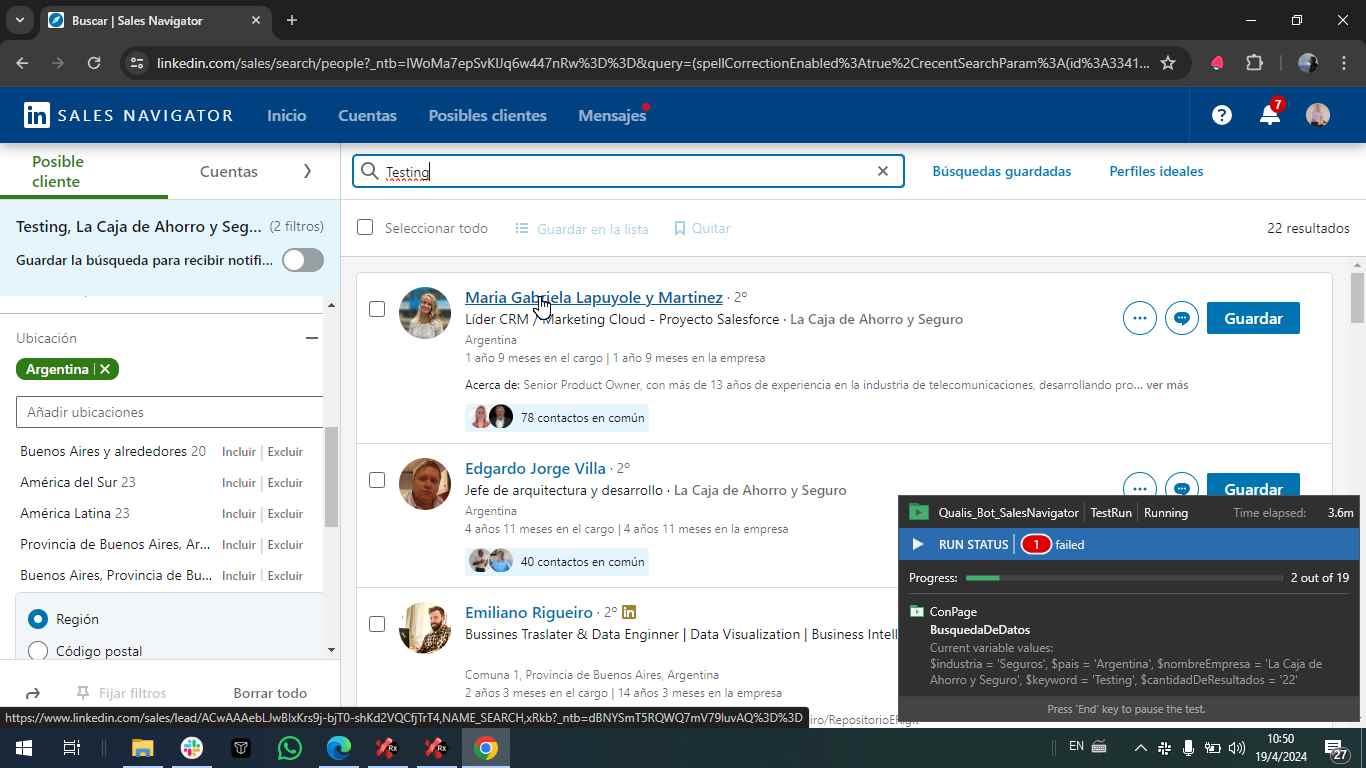 Buscar | Sales Navigator
linkedin.com/sales/search/people?_ntb=IWoMa7epSvKlJq6w447nRw%3D%3D&query=(spellCorrectionEnabled%3Atrue%2CrecentSearchParam%3A(id%3A3341...
in SALES NAVIGATOR Inicio Cuentas Posibles clientes Mensajes
7
Posible
cliente
Cuentas
Testing
Búsquedas guardadas
Perfiles ideales
Testing, La Caja de Ahorro y Seg... (2 filtros)
Guardar la búsqueda para recibir notifi...
Seleccionar todo
Guardar en la lista
Quitar
22 resultados
Ubicación
Argentina
Añadir ubicaciones
Buenos Aires y alrededores 20 Incluir | Excluir
América del Sur 23 Incluir | Excluir
América Latina 23 Incluir | Excluir
Provincia de Buenos Aires, Ar... Incluir | Excluir
Buenos Aires, Provincia de Bu... Incluir | Excluir
Región
Código postal
Fijar filtros
Borrar todo
Maria Gabriela Lapuyole y Martinez · 2º
Líder CRM / Marketing Cloud - Proyecto Salesforce · La Caja de Ahorro y Seguro
Argentina
1 año 9 meses en el cargo | 1 año 9 meses en la empresa
Acerca de: Senior Product Owner, con más de 13 años de experiencia en la industria de telecomunicaciones, desarrollando pro... ver más
78 contactos en común
Guardar
Edgardo Jorge Villa · 2º
Jefe de arquitectura y desarrollo · La Caja de Ahorro y Seguro
Argentina
4 años 11 meses en el cargo | 4 años 11 meses en la empresa
40 contactos en común
Guardar
Emiliano Rigueiro · 2º in
Bussines Traslater & Data Enginner | Data Visualization | Business Intell
Comuna 1, Provincia de Buenos Aires, Argentina
2 años 3 meses en el cargo | 14 años 3 meses en la empresa
Qualis_Bot_SalesNavigator TestRun Running Time elapsed: 3.6m
RUN STATUS 1 failed
Progress: 2 out of 19
ConPage
BusquedaDeDatos
Current variable values:
$industria = 'Seguros', $pais = 'Argentina', $nombreEmpresa = 'La Caja de
Ahorro y Seguro', $keyword = 'Testing', $cantidadDeResultados = '22'
Press 'End' key to pause the test.
https://www.linkedin.com/sales/lead/ACwAAAebLJwBlxKrs9j-bjT0-shKd2VQCfjTrT4,NAME_SEARCH,xRkb?_ntb=dBNYSmT5RQWQ7mV79luvAQ%3D%3D
Rx
Rx
EN
10:50
19/4/2024
27